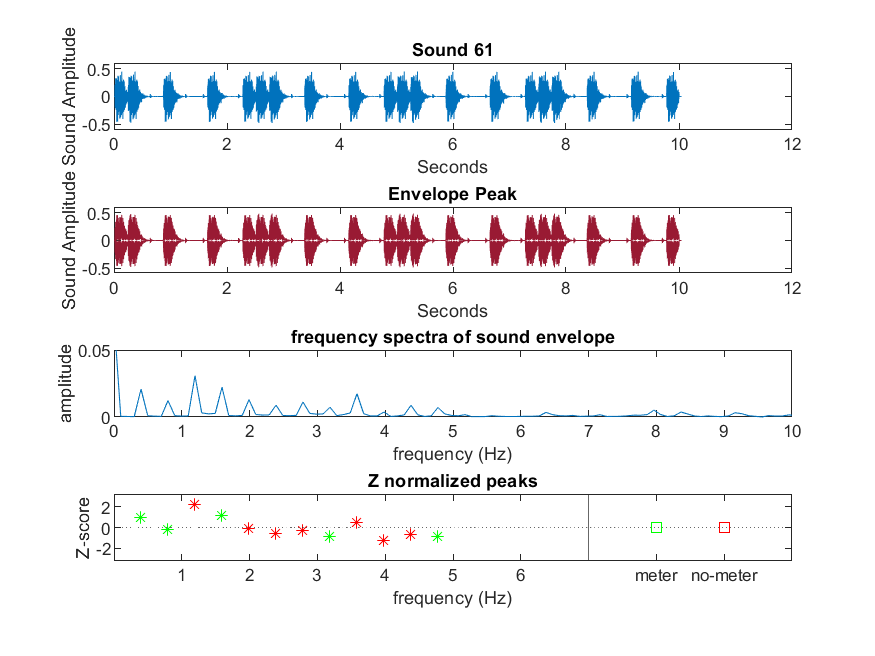 Sound 61
Sound Amplitude
0.5
0
-0.5
0 2 4 6 8 10 12
Seconds
Envelope Peak
Sound Amplitude
0.5
0
-0.5
0 2 4 6 8 10 12
Seconds
frequency spectra of sound envelope
amplitude
0.05
0
0 1 2 3 4 5 6 7 8 9 10
frequency (Hz)
Z normalized peaks
Z-score
2
0
-2
1 2 3 4 5 6 meter no-meter
frequency (Hz)